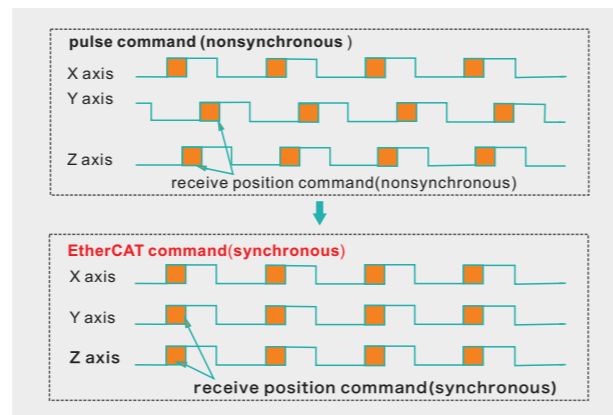 pulse command (nonsynchronous )
X axis
Y axis
Z axis
receive position command(nonsynchronous)
EtherCAT command(synchronous)
X axis
Y axis
Z axis
receive position command(synchronous)